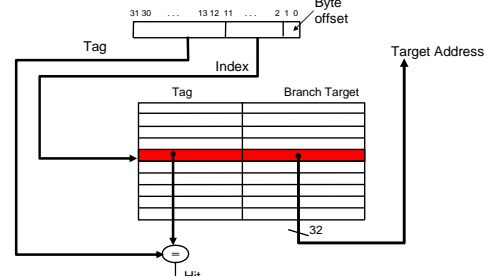 Byte
offset
31 30 ... 13 12 11 ... 2 1 0
Tag
Index
Target Address
Tag Branch Target
32
=
Hit